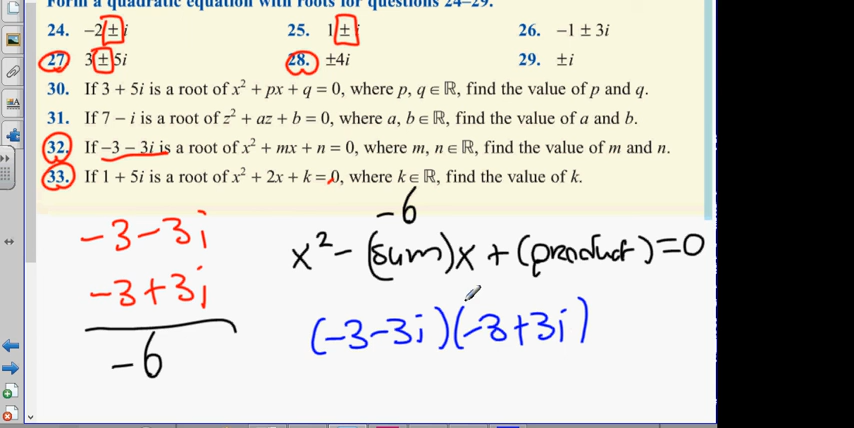 Form a quadratic equation with roots for questions 24–29.
24. −2 ± i 25. 1 ± i 26. −1 ± 3i
27. 3 ± 5i 28. ±4i 29. ±i
30. If 3 + 5i is a root of x² + px + q = 0, where p, q ∈ ℝ, find the value of p and q.
31. If 7 − i is a root of z² + az + b = 0, where a, b ∈ ℝ, find the value of a and b.
32. If −3 − 3i is a root of x² + mx + n = 0, where m, n ∈ ℝ, find the value of m and n.
33. If 1 + 5i is a root of x² + 2x + k = 0, where k ∈ ℝ, find the value of k.
-6
-3-3i
x² - (sum)x + (product) = 0
-3+3i
(-3-3i)(-3+3i)
-6